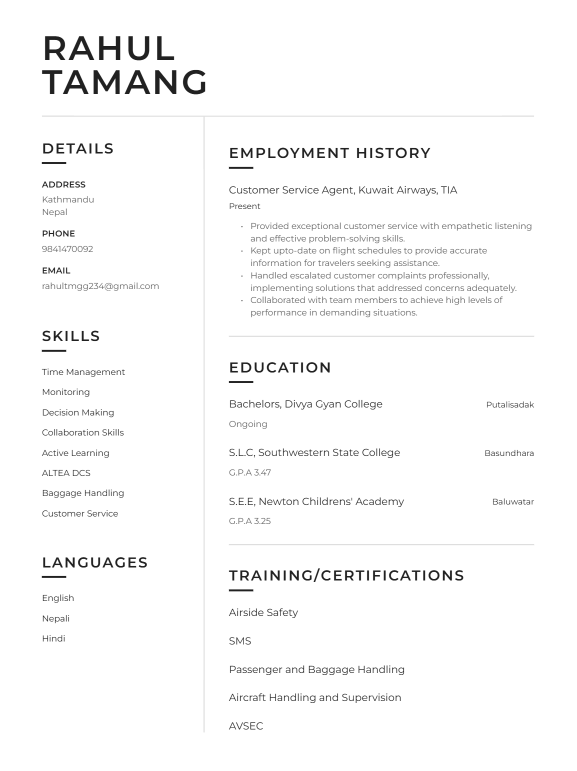 RAHUL
TAMANG
DETAILS
ADDRESS
Kathmandu
Nepal
PHONE
9841470092
EMAIL
rahultmgg234@gmail.com
SKILLS
Time Management
Monitoring
Decision Making
Collaboration Skills
Active Learning
ALTEA DCS
Baggage Handling
Customer Service
LANGUAGES
English
Nepali
Hindi
EMPLOYMENT HISTORY
Customer Service Agent, Kuwait Airways, TIA
Present
• Provided exceptional customer service with empathetic listening
and effective problem-solving skills.
• Kept upto-date on flight schedules to provide accurate
information for travelers seeking assistance.
• Handled escalated customer complaints professionally,
implementing solutions that addressed concerns adequately.
• Collaborated with team members to achieve high levels of
performance in demanding situations.
EDUCATION
Bachelors, Divya Gyan College Putalisadak
Ongoing
S.L.C, Southwestern State College Basundhara
G.P.A 3.47
S.E.E, Newton Childrens' Academy Baluwatar
G.P.A 3.25
TRAINING/CERTIFICATIONS
Airside Safety
SMS
Passenger and Baggage Handling
Aircraft Handling and Supervision
AVSEC